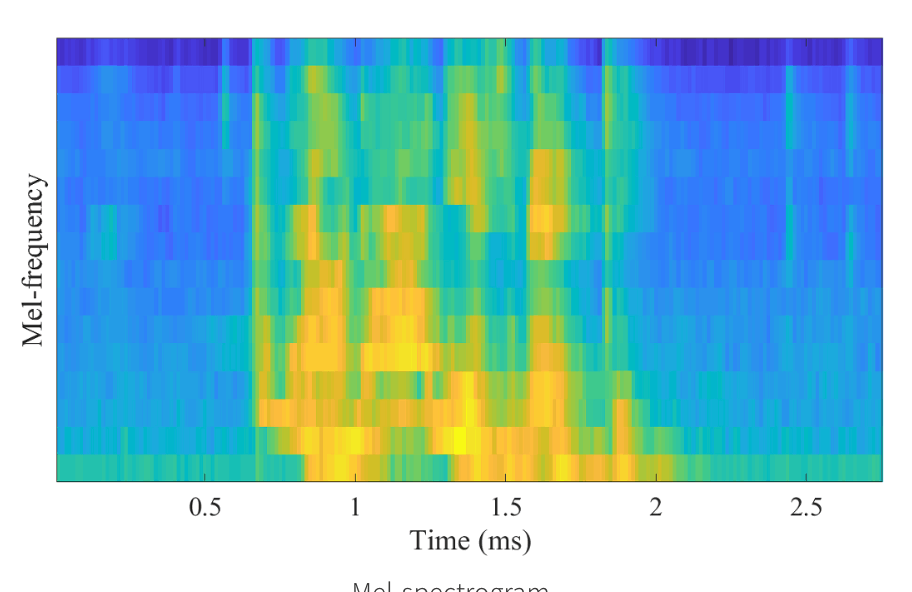 Mel-frequency
0.5 1 1.5 2 2.5
Time (ms)
Mel-spectrogram